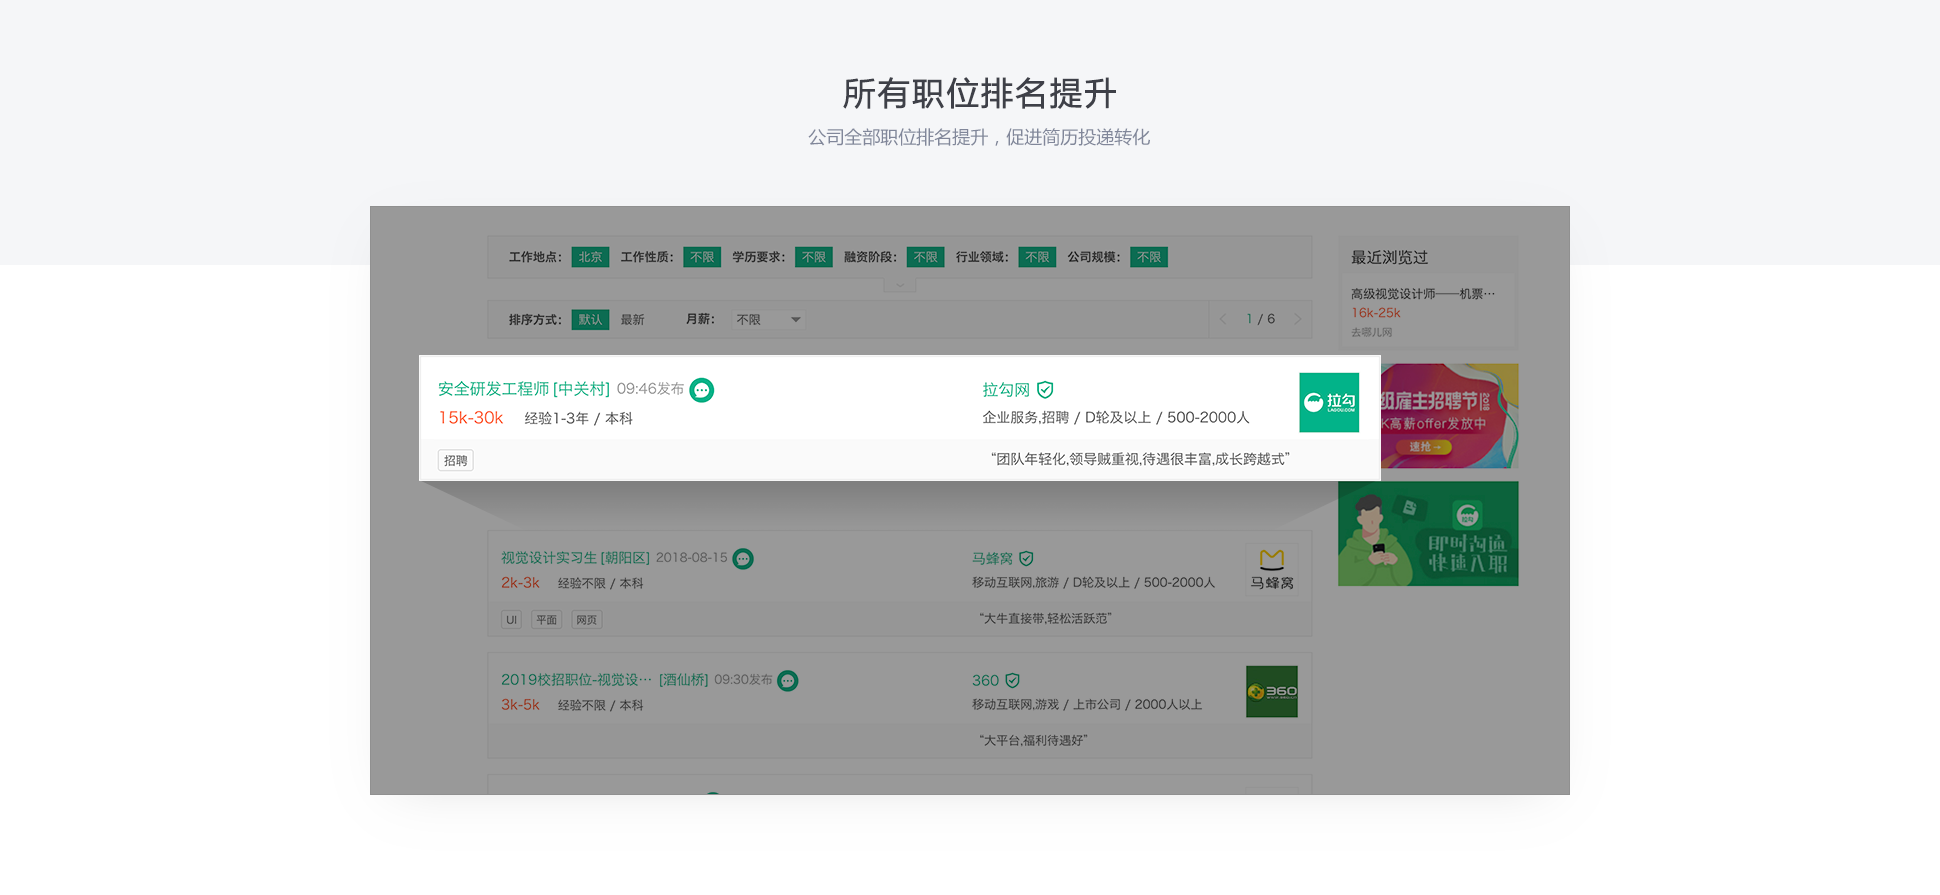 所有职位排名提升
公司全部职位排名提升，促进简历投递转化
工作地点： 北京 工作性质： 不限 学历要求： 不限 融资阶段： 不限 行业领域： 不限 公司规模： 不限
排序方式： 默认 最新 月薪： 不限 1 / 6
最近浏览过
高级视觉设计师——机票…
16k-25k
去哪儿网
安全研发工程师 [中关村] 09:46发布
15k-30k 经验1-3年 / 本科
招聘
拉勾网
企业服务,招聘 / D轮及以上 / 500-2000人
“团队年轻化,领导贼重视,待遇很丰富,成长跨越式”
拉勾
LAGOU.COM
雇主招聘节 2018
K高薪offer发放中
速抢→
拉勾
即时沟通
快速入职
视觉设计实习生 [朝阳区] 2018-08-15
2k-3k 经验不限 / 本科
UI 平面 网页
马蜂窝
移动互联网,旅游 / D轮及以上 / 500-2000人
“大牛直接带,轻松活跃范”
马蜂窝
2019校招职位-视觉设… [酒仙桥] 09:30发布
3k-5k 经验不限 / 本科
360
移动互联网,游戏 / 上市公司 / 2000人以上
“大平台,福利待遇好”
360